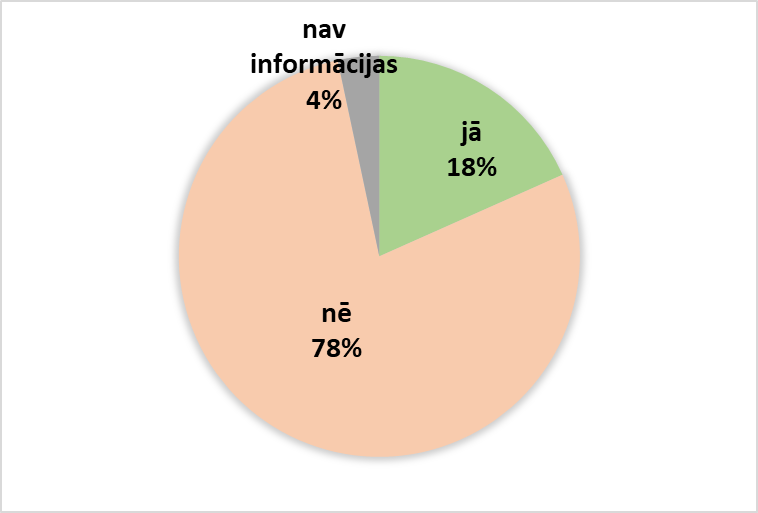 nav
informācijas
4%
jā
18%
nē
78%